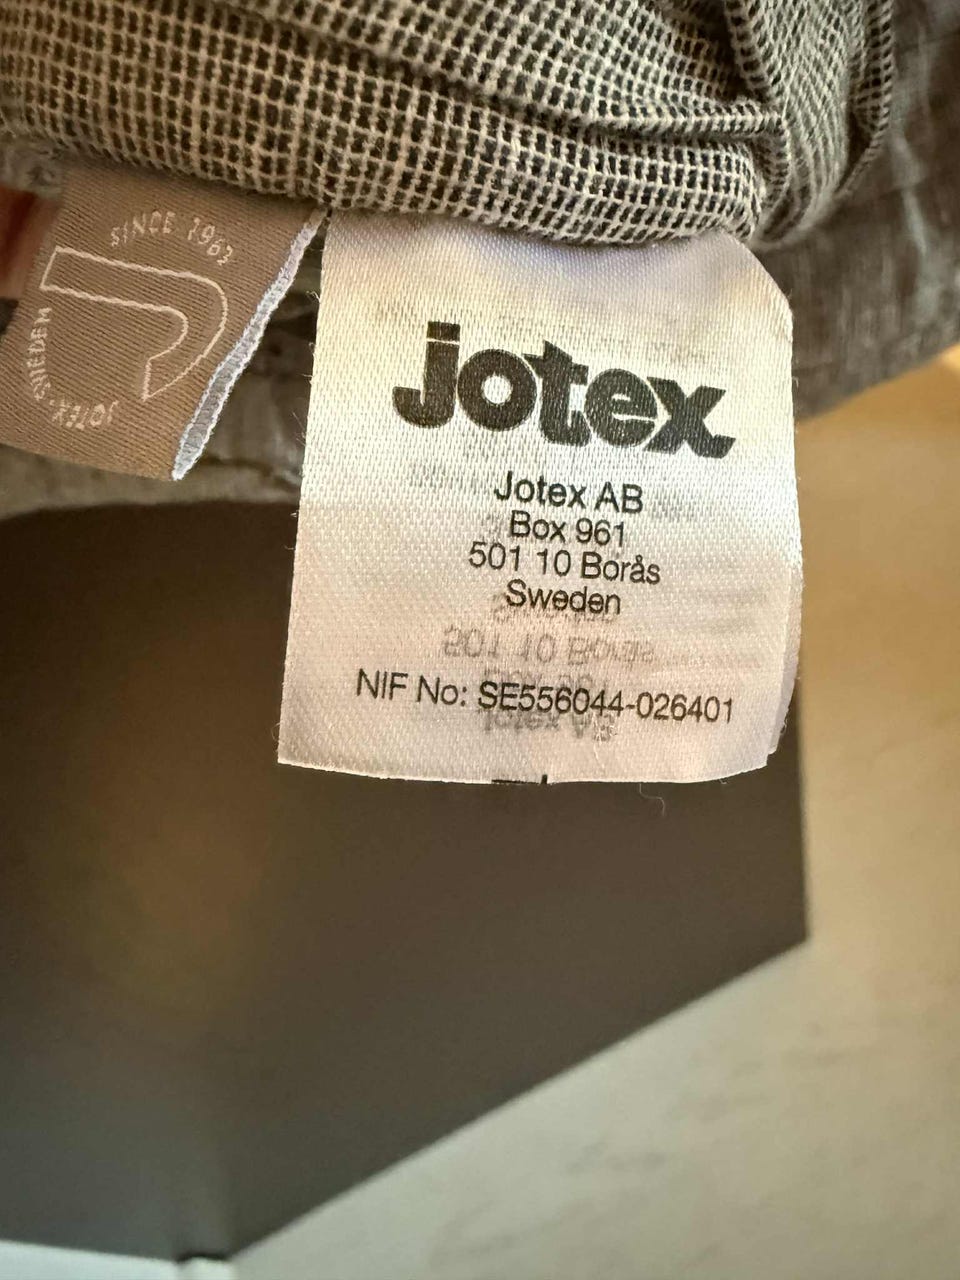 SINCE 1963
JOTEX · SWEDEN
jotex
Jotex AB
Box 961
501 10 Borås
Sweden
NIF No: SE556044-026401